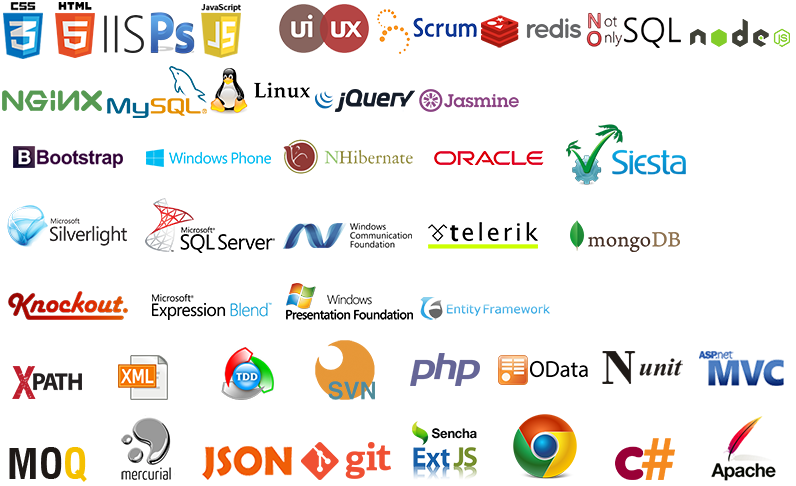 CSS HTML JavaScript
3 5 IIS Ps JS ui ux Scrum redis Not Only SQL node JS
NGINX MySQL Linux jQuery Jasmine
B Bootstrap Windows Phone NHibernate ORACLE Siesta
Microsoft Silverlight Microsoft SQL Server Windows Communication Foundation telerik mongoDB
Knockout. Microsoft Expression Blend Windows Presentation Foundation Entity Framework
XPATH XML TDD SVN php OData Nunit ASP.net MVC
MOQ mercurial JSON git Sencha Ext JS C# Apache